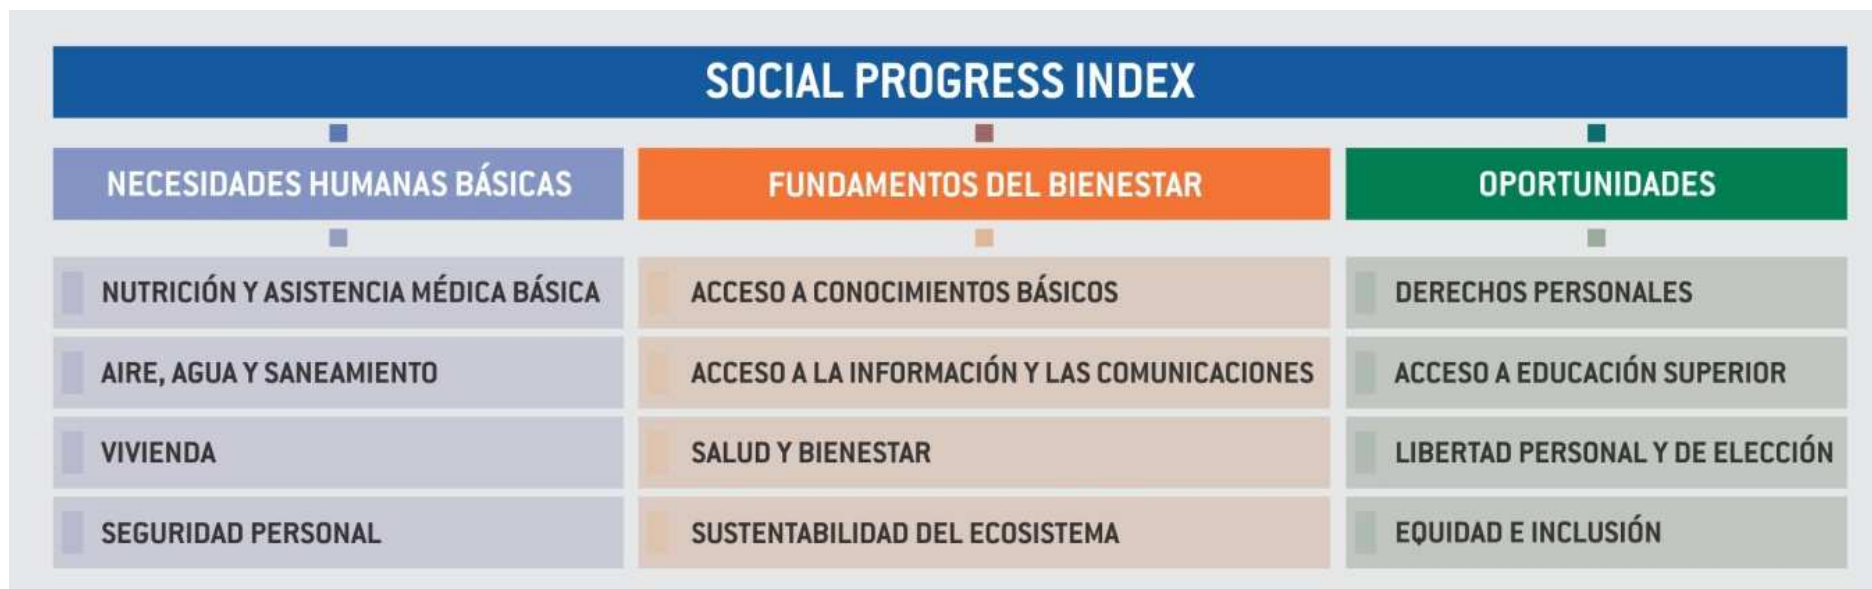 SOCIAL PROGRESS INDEX
NECESIDADES HUMANAS BÁSICAS
NUTRICIÓN Y ASISTENCIA MÉDICA BÁSICA
AIRE, AGUA Y SANEAMIENTO
VIVIENDA
SEGURIDAD PERSONAL
FUNDAMENTOS DEL BIENESTAR
ACCESO A CONOCIMIENTOS BÁSICOS
ACCESO A LA INFORMACIÓN Y LAS COMUNICACIONES
SALUD Y BIENESTAR
SUSTENTABILIDAD DEL ECOSISTEMA
OPORTUNIDADES
DERECHOS PERSONALES
ACCESO A EDUCACIÓN SUPERIOR
LIBERTAD PERSONAL Y DE ELECCIÓN
EQUIDAD E INCLUSIÓN